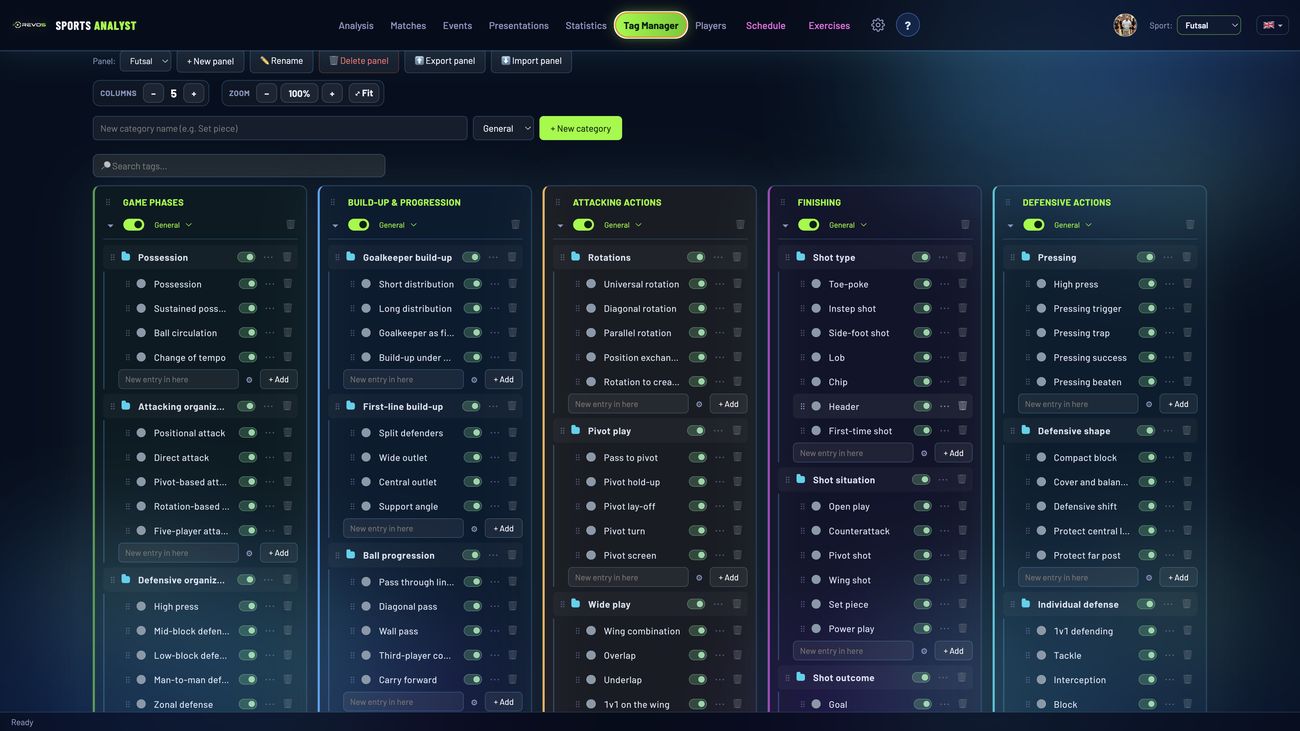 REVOS SPORTS ANALYST Analysis Matches Events Presentations Statistics Tag Manager Players Schedule Exercises ? Sport: Futsal
Panel: Futsal + New panel Rename Delete panel Export panel Import panel
COLUMNS - 5 + ZOOM - 100% + Fit
New category name (e.g. Set piece) General + New category
Search tags...
GAME PHASES
General
Possession
Possession
Sustained poss...
Ball circulation
Change of tempo
New entry in here + Add
Attacking organiz...
Positional attack
Direct attack
Pivot-based att...
Rotation-based ...
Five-player atta...
New entry in here + Add
Defensive organiz...
High press
Mid-block defen...
Low-block defe...
Man-to-man def...
Zonal defense
BUILD-UP & PROGRESSION
General
Goalkeeper build-up
Short distribution
Long distribution
Goalkeeper as fi...
Build-up under ...
New entry in here + Add
First-line build-up
Split defenders
Wide outlet
Central outlet
Support angle
New entry in here + Add
Ball progression
Pass through lin...
Diagonal pass
Wall pass
Third-player co...
Carry forward
New entry in here + Add
ATTACKING ACTIONS
General
Rotations
Universal rotation
Diagonal rotation
Parallel rotation
Position exchan...
Rotation to crea...
New entry in here + Add
Pivot play
Pass to pivot
Pivot hold-up
Pivot lay-off
Pivot turn
Pivot screen
New entry in here + Add
Wide play
Wing combination
Overlap
Underlap
1v1 on the wing
FINISHING
General
Shot type
Toe-poke
Instep shot
Side-foot shot
Lob
Chip
Header
First-time shot
New entry in here + Add
Shot situation
Open play
Counterattack
Pivot shot
Wing shot
Set piece
Power play
New entry in here + Add
Shot outcome
Goal
DEFENSIVE ACTIONS
General
Pressing
High press
Pressing trigger
Pressing trap
Pressing success
Pressing beaten
New entry in here + Add
Defensive shape
Compact block
Cover and balan...
Defensive shift
Protect central l...
Protect far post
New entry in here + Add
Individual defense
1v1 defending
Tackle
Interception
Block
Ready